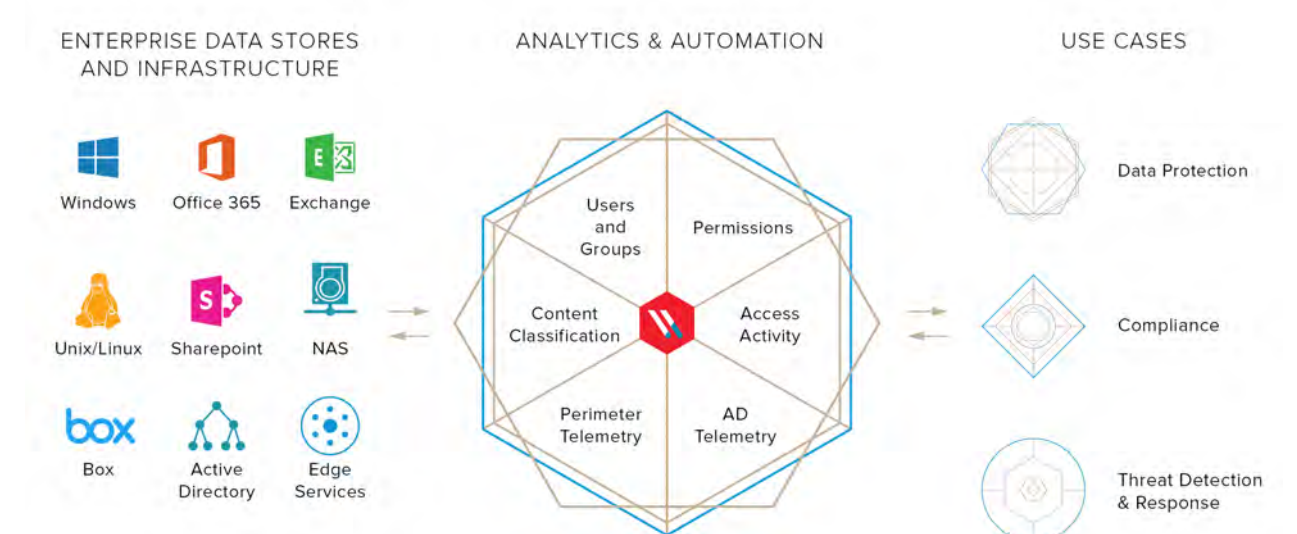 ENTERPRISE DATA STORES
AND INFRASTRUCTURE
ANALYTICS & AUTOMATION
USE CASES
Windows
Office 365
E
Exchange
Unix/Linux
S
Sharepoint
NAS
box
Box
Active
Directory
Edge
Services
Users
and
Groups
Permissions
Content
Classification
Access
Activity
Perimeter
Telemetry
AD
Telemetry
Data Protection
Compliance
Threat Detection
& Response